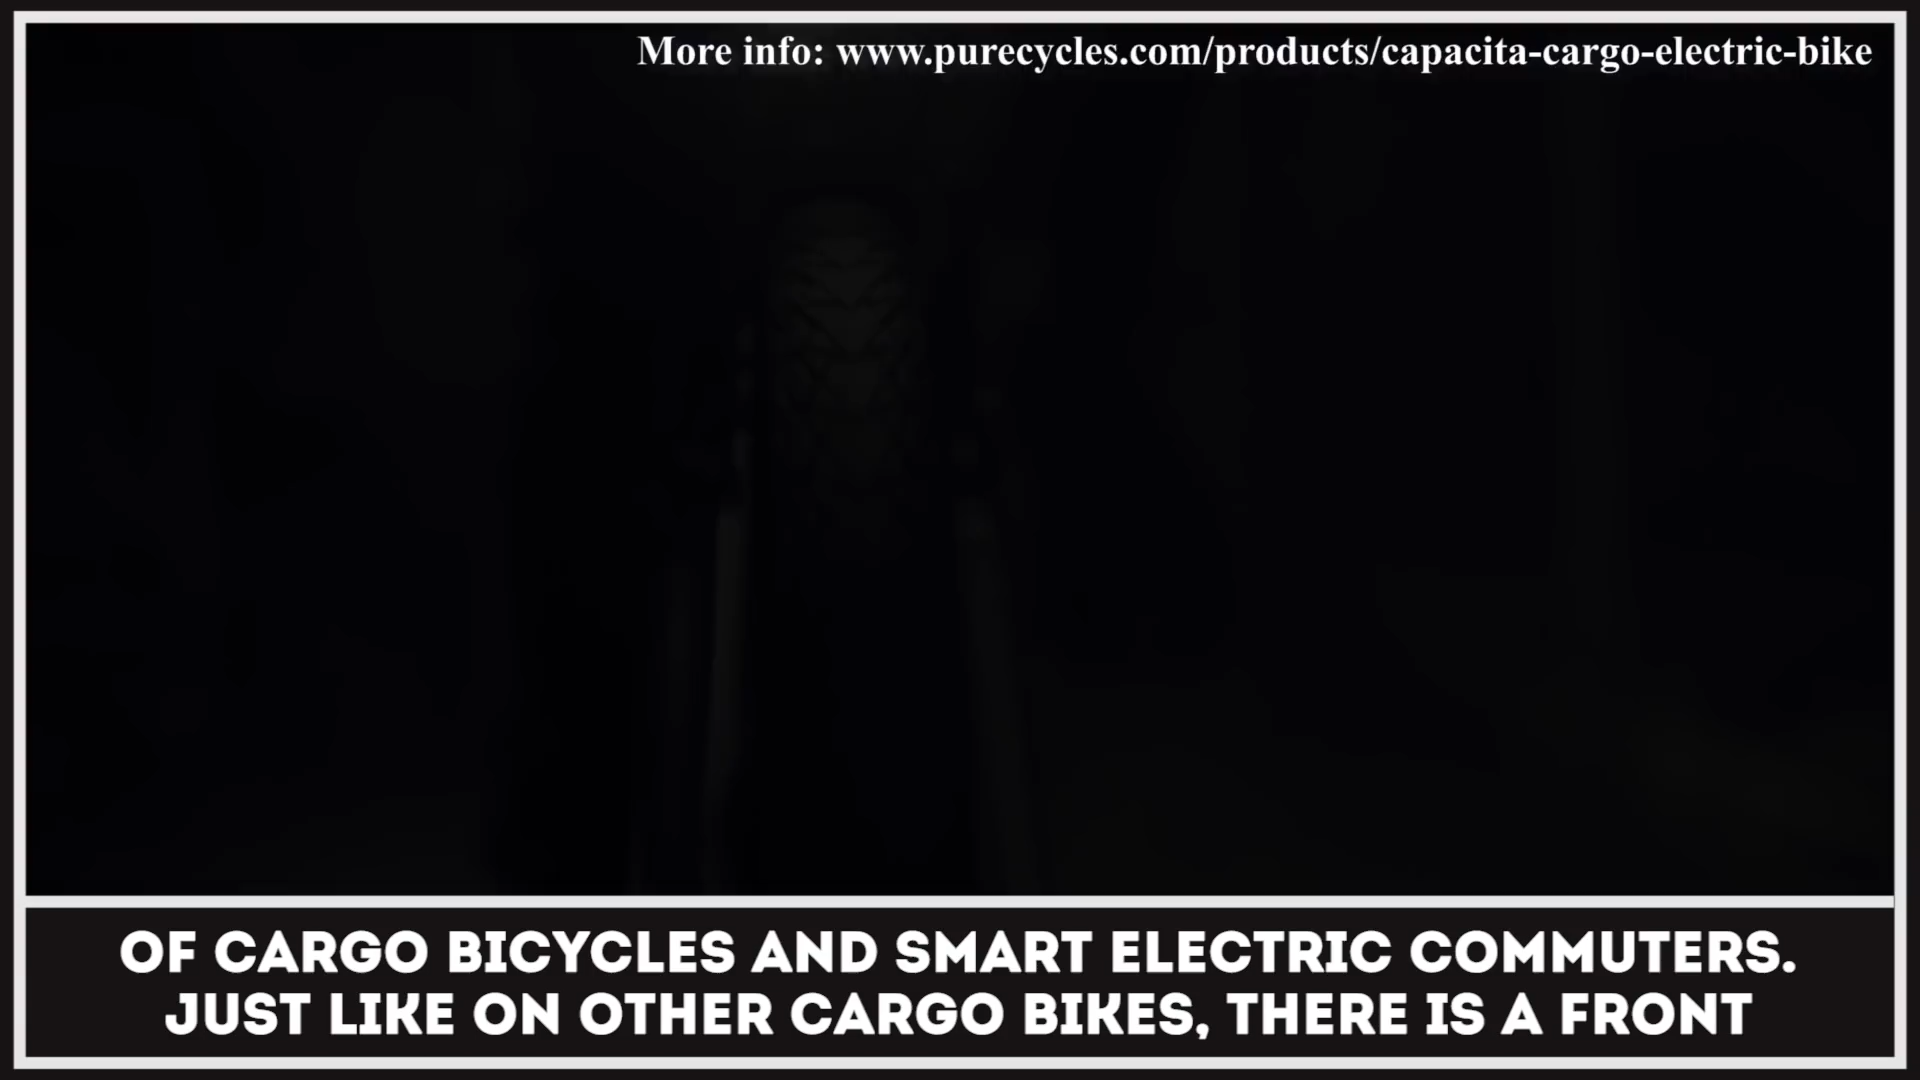 More info: www.purecycles.com/products/capacita-cargo-electric-bike
OF CARGO BICYCLES AND SMART ELECTRIC COMMUTERS.
JUST LIKE ON OTHER CARGO BIKES, THERE IS A FRONT